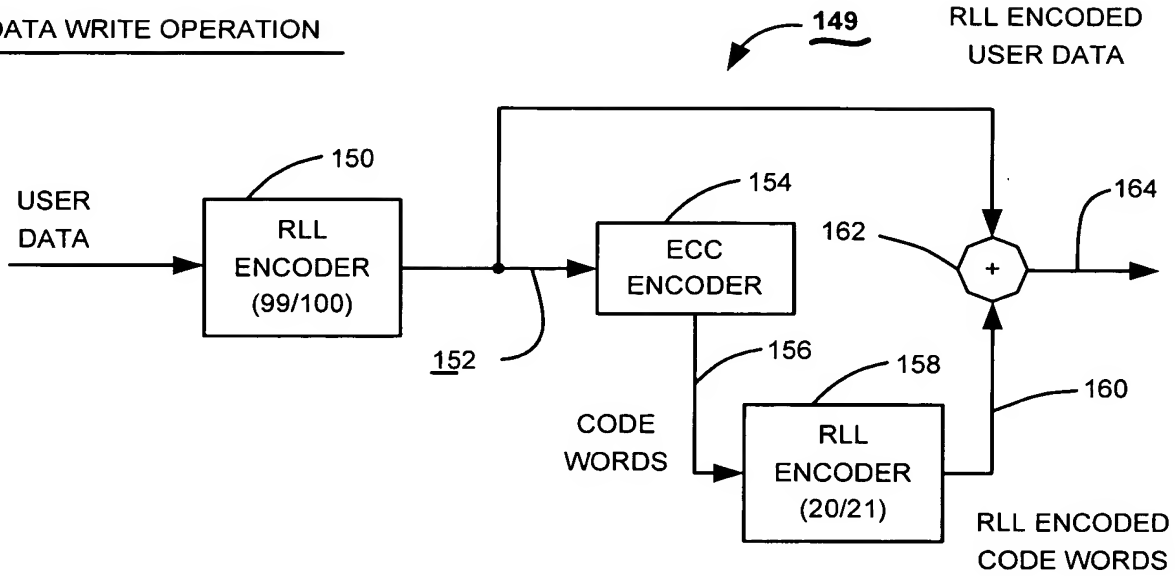 DATA WRITE OPERATION
149
RLL ENCODED
USER DATA
150
154
164
USER
DATA
RLL
ENCODER
(99/100)
ECC
ENCODER
162
+
152
156
158
160
CODE
WORDS
RLL
ENCODER
(20/21)
RLL ENCODED
CODE WORDS